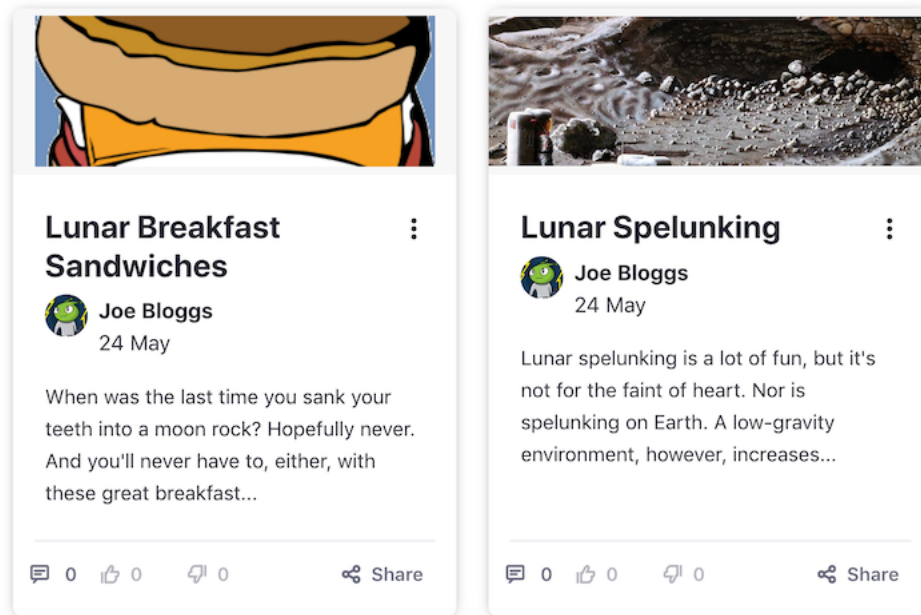 Lunar Breakfast
Sandwiches
Joe Bloggs
24 May
When was the last time you sank your
teeth into a moon rock? Hopefully never.
And you'll never have to, either, with
these great breakfast...
0 0 0 Share
Lunar Spelunking
Joe Bloggs
24 May
Lunar spelunking is a lot of fun, but it's
not for the faint of heart. Nor is
spelunking on Earth. A low-gravity
environment, however, increases...
0 0 0 Share